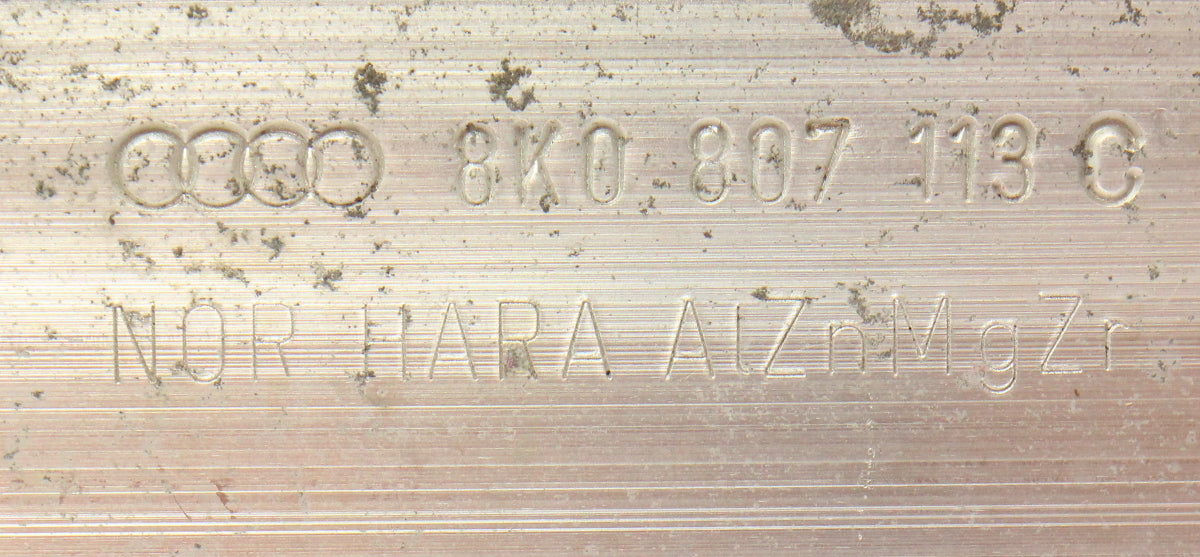 8K0 807 113 C
NOR HARA AlZnMgZr